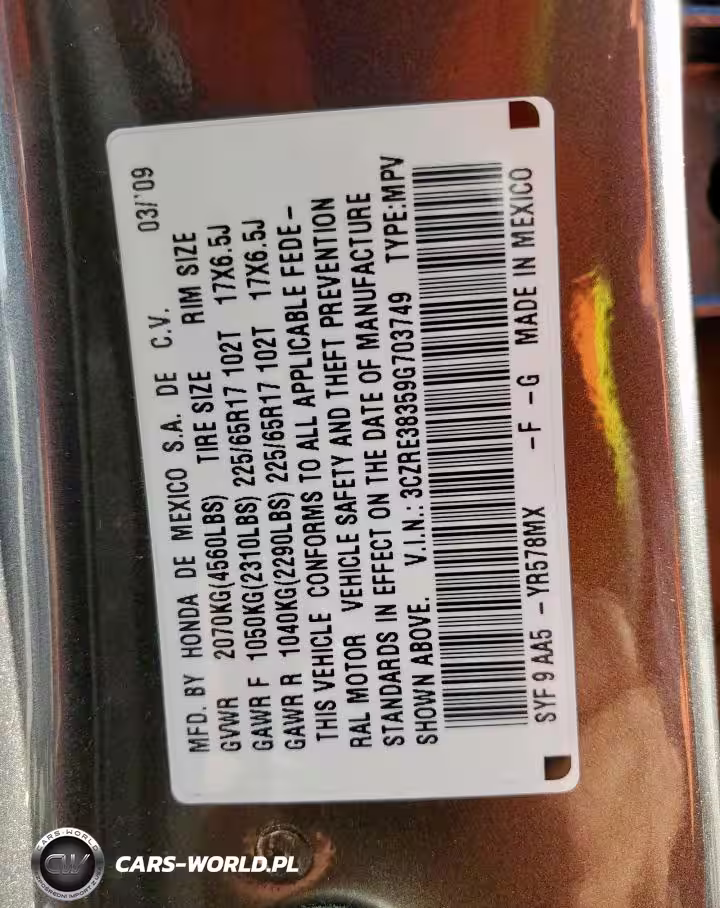 MFD. BY HONDA DE MEXICO S.A. DE C.V. 03/'09
GVWR 2070KG(4560LBS) TIRE SIZE RIM SIZE
GAWR F 1050KG(2310LBS) 225/65R17 102T 17X6.5J
GAWR R 1040KG(2290LBS) 225/65R17 102T 17X6.5J
THIS VEHICLE CONFORMS TO ALL APPLICABLE FEDE-
RAL MOTOR VEHICLE SAFETY AND THEFT PREVENTION
STANDARDS IN EFFECT ON THE DATE OF MANUFACTURE
SHOWN ABOVE. V.I.N.: 3CZRE38359G703749 TYPE:MPV
SYF 9 AA5 -YR578MX -F -G MADE IN MEXICO
CARS-WORLD
CW
CARS-WORLD.PL